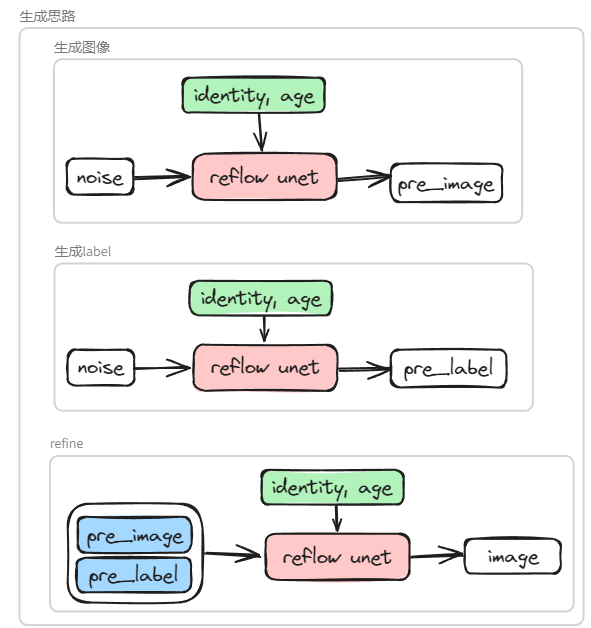 生成思路
生成图像
identity, age
noise
reflow unet
pre_image
生成label
identity, age
noise
reflow unet
pre_label
refine
identity, age
pre_image
pre_label
reflow unet
image